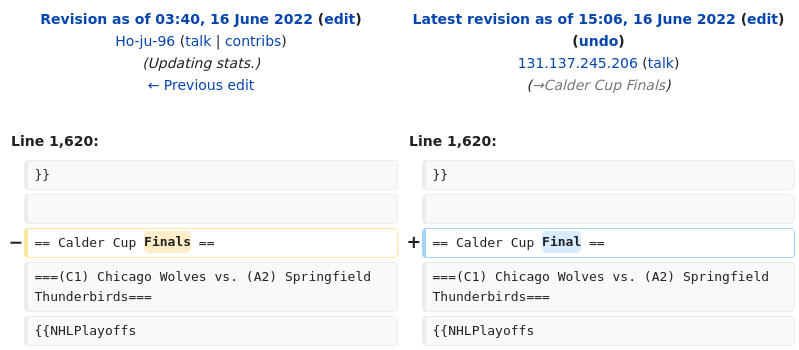 Revision as of 03:40, 16 June 2022 (edit)
Ho-ju-96 (talk | contribs)
(Updating stats.)
← Previous edit
Latest revision as of 15:06, 16 June 2022 (edit)
(undo)
131.137.245.206 (talk)
(→Calder Cup Finals)
Line 1,620:
Line 1,620:
}}
}}
− == Calder Cup Finals ==
+ == Calder Cup Final ==
===(C1) Chicago Wolves vs. (A2) Springfield
Thunderbirds===
===(C1) Chicago Wolves vs. (A2) Springfield
Thunderbirds===
{{NHLPlayoffs
{{NHLPlayoffs